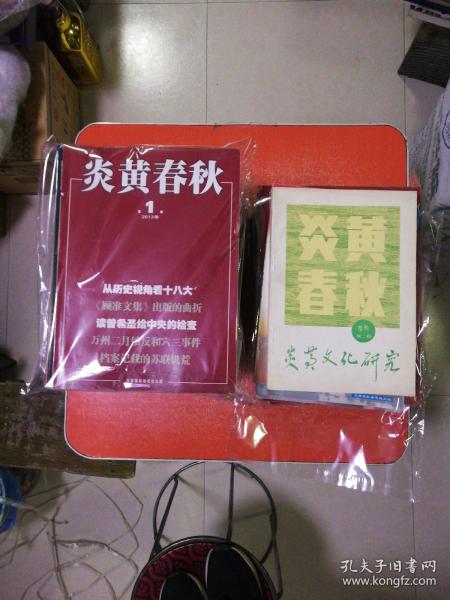 炎黄春秋
第1期
2013年
从历史视角看十八大
《顾准文集》出版的曲折
读曾希圣给中央的检查
万州二月镇反和六三事件
档案记载的苏联饥荒
炎黄
春秋
增刊
炎黄文化研究
孔夫子旧书网
www.kongfz.com